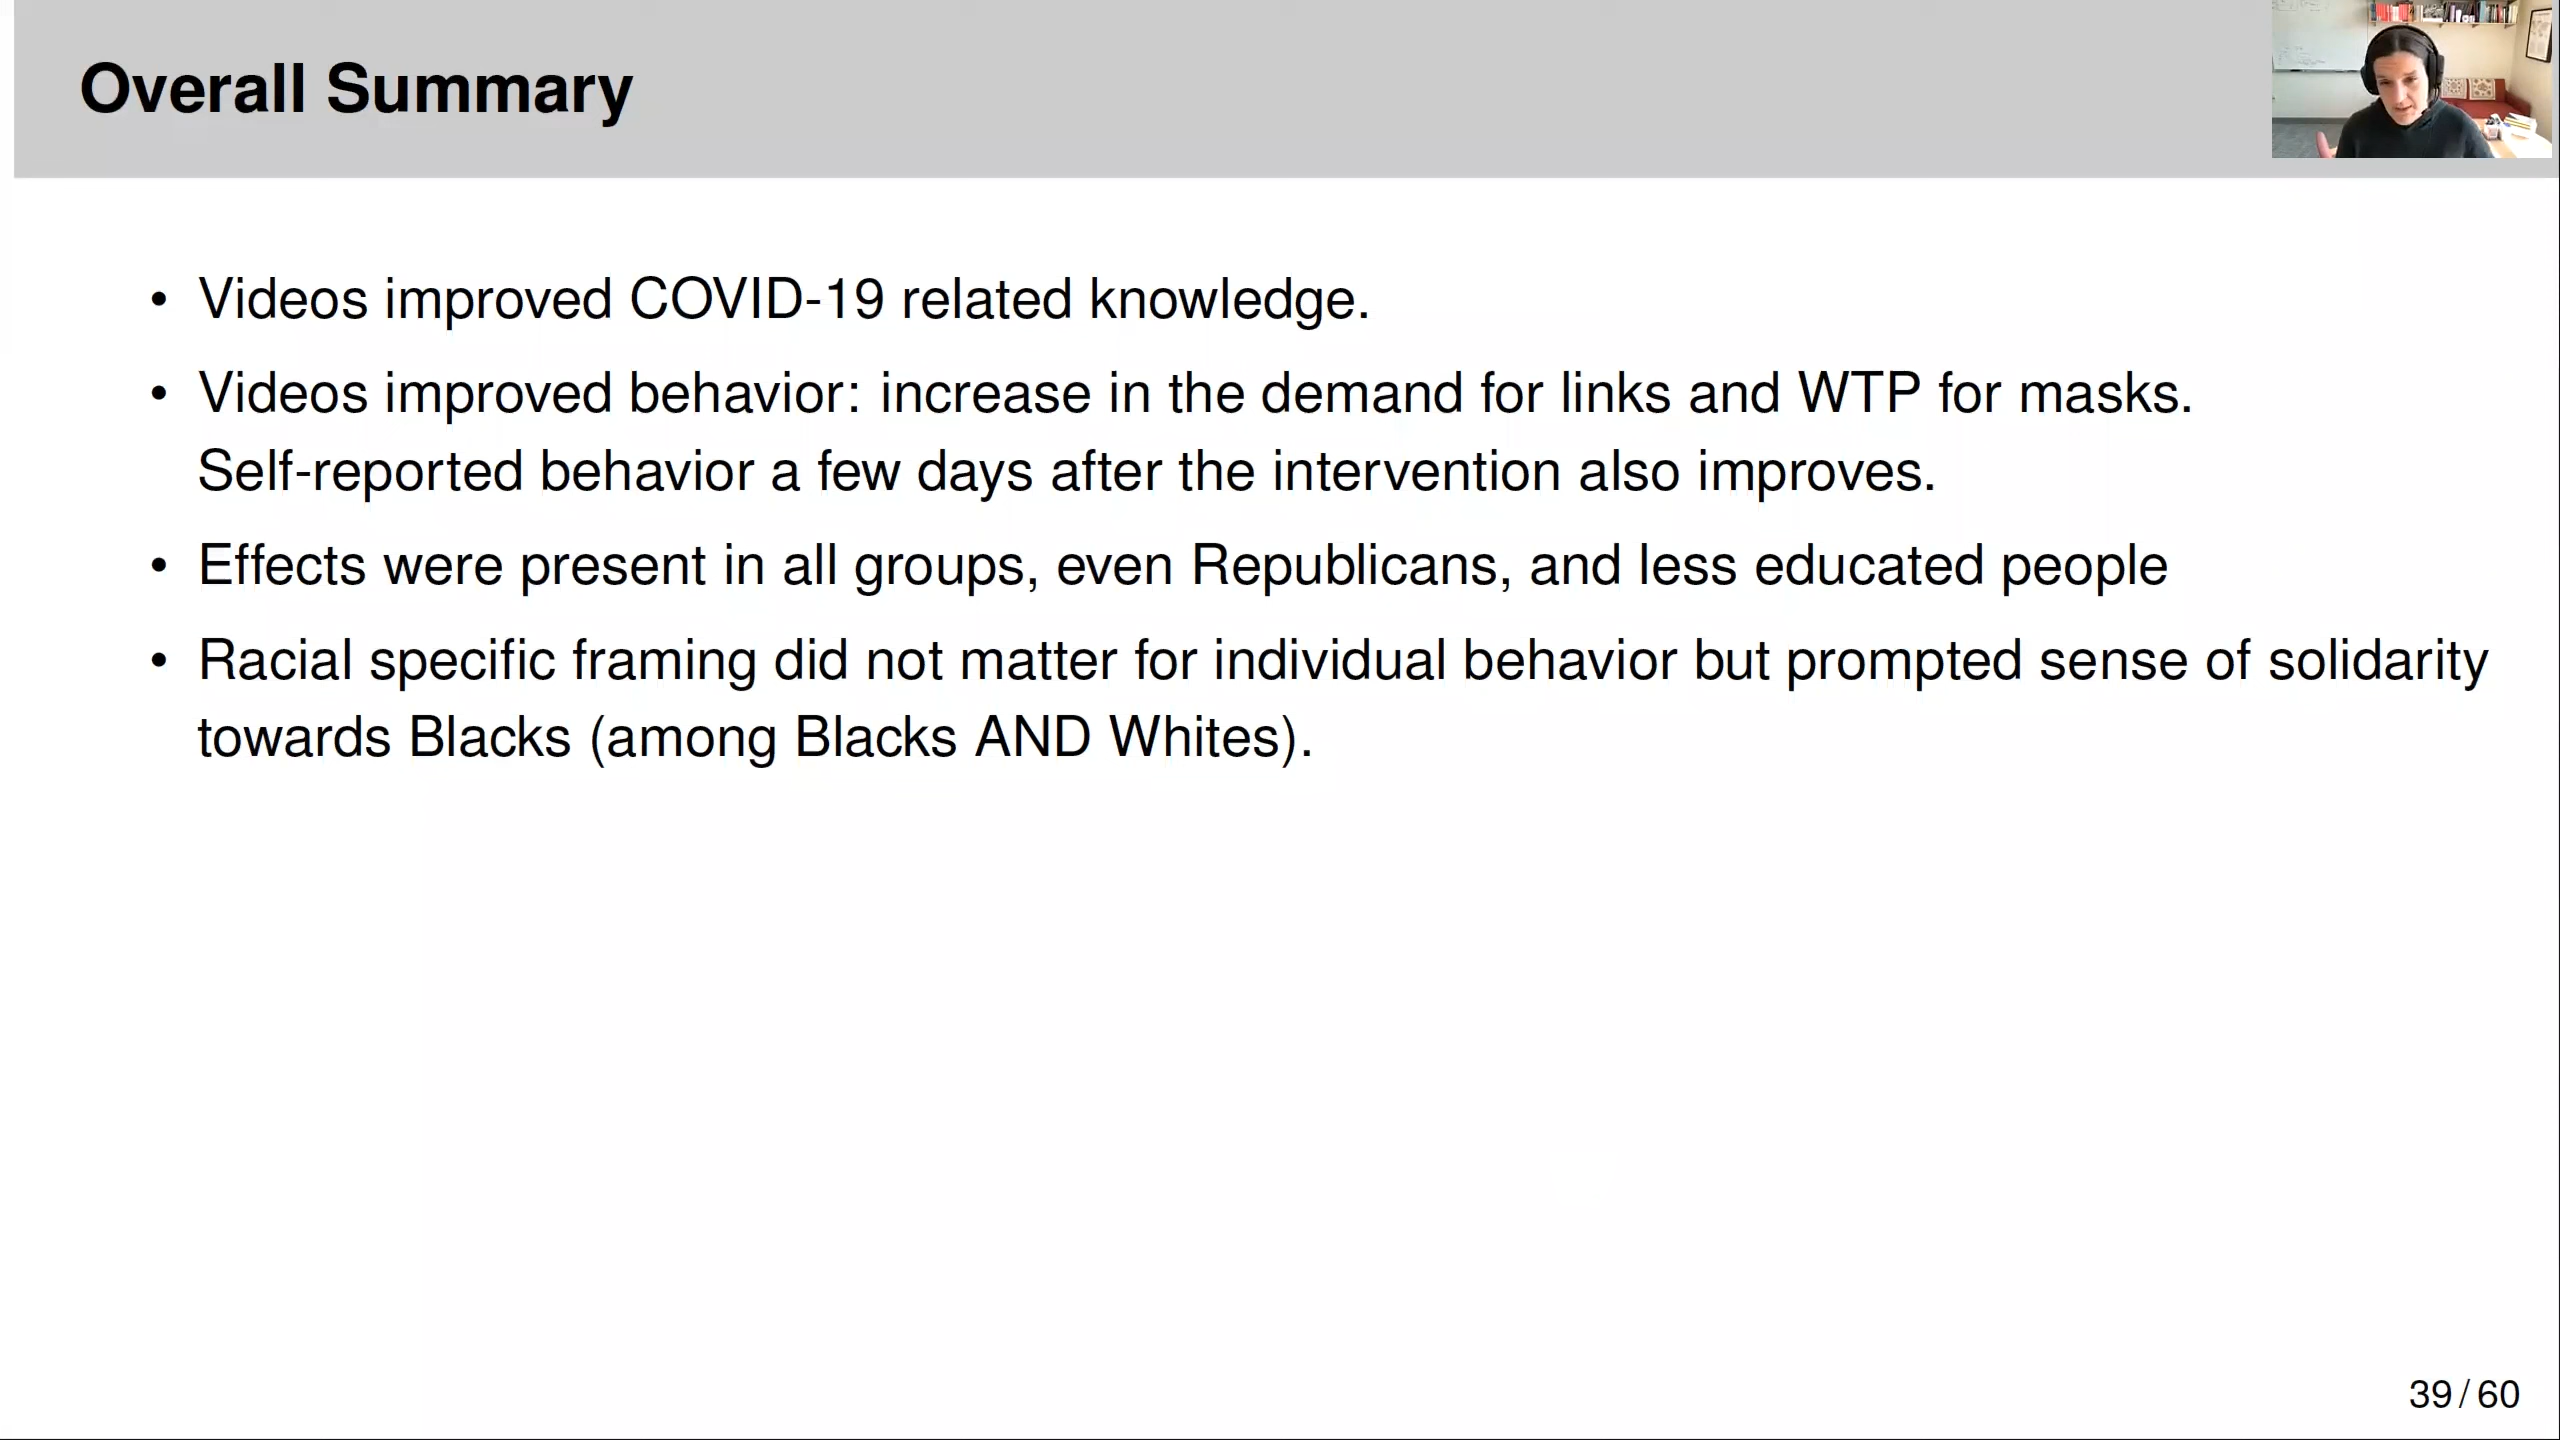 Overall Summary
• Videos improved COVID-19 related knowledge.
• Videos improved behavior: increase in the demand for links and WTP for masks.
Self-reported behavior a few days after the intervention also improves.
• Effects were present in all groups, even Republicans, and less educated people
• Racial specific framing did not matter for individual behavior but prompted sense of solidarity
towards Blacks (among Blacks AND Whites).
39 / 60